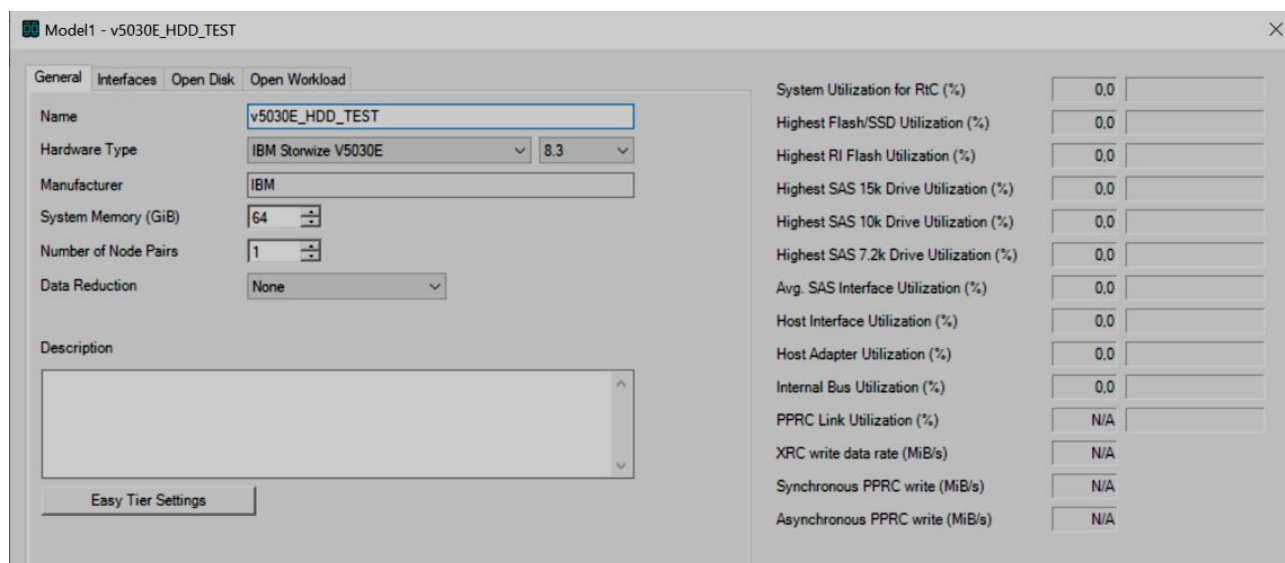 Model1 - v5030E_HDD_TEST
General Interfaces Open Disk Open Workload
Name v5030E_HDD_TEST
Hardware Type IBM Storwize V5030E 8.3
Manufacturer IBM
System Memory (GiB) 64
Number of Node Pairs 1
Data Reduction None
Description
Easy Tier Settings
System Utilization for RtC (%) 0,0
Highest Flash/SSD Utilization (%) 0,0
Highest RI Flash Utilization (%) 0,0
Highest SAS 15k Drive Utilization (%) 0,0
Highest SAS 10k Drive Utilization (%) 0,0
Highest SAS 7.2k Drive Utilization (%) 0,0
Avg. SAS Interface Utilization (%) 0,0
Host Interface Utilization (%) 0,0
Host Adapter Utilization (%) 0,0
Internal Bus Utilization (%) 0,0
PPRC Link Utilization (%) N/A
XRC write data rate (MiB/s) N/A
Synchronous PPRC write (MiB/s) N/A
Asynchronous PPRC write (MiB/s) N/A